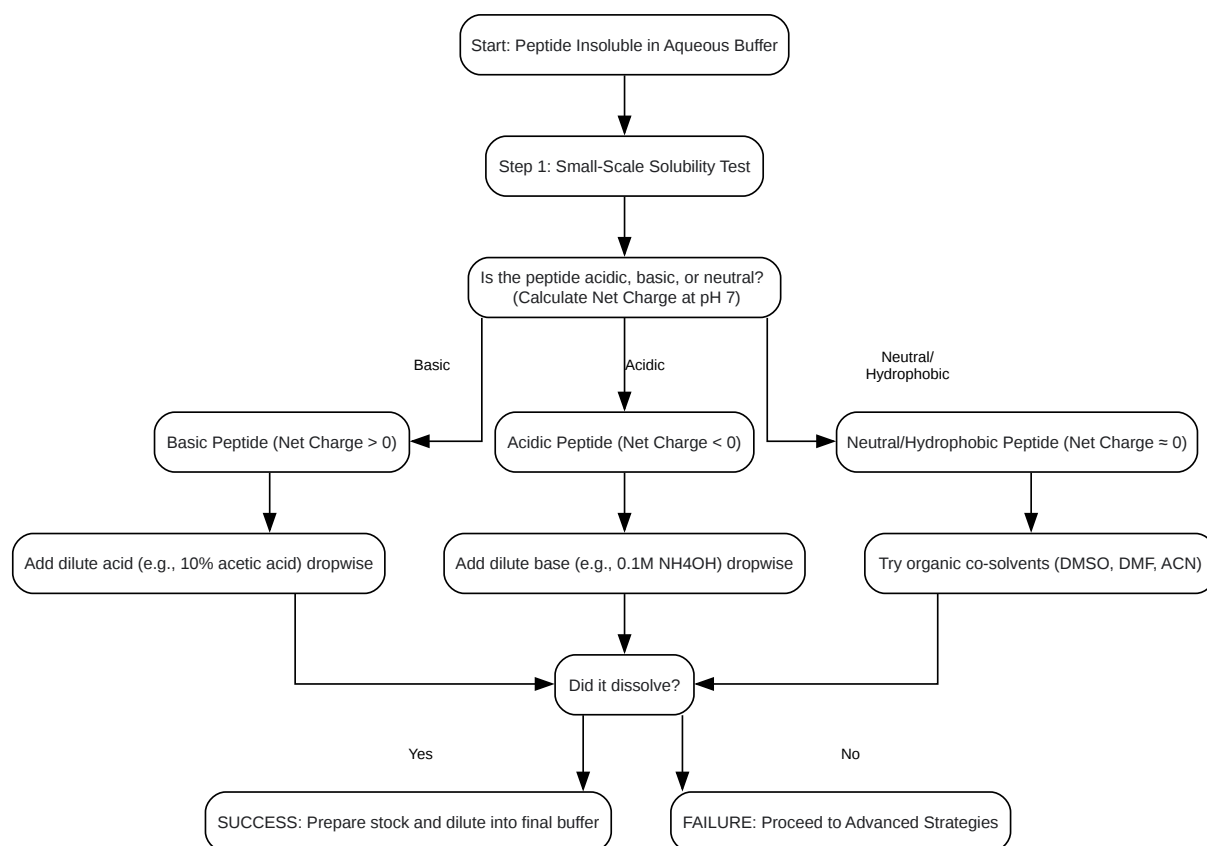 Start: Peptide Insoluble in Aqueous Buffer
Step 1: Small-Scale Solubility Test
Is the peptide acidic, basic, or neutral?
(Calculate Net Charge at pH 7)
Basic
Acidic
Neutral/
Hydrophobic
Basic Peptide (Net Charge > 0)
Acidic Peptide (Net Charge < 0)
Neutral/Hydrophobic Peptide (Net Charge ≈ 0)
Add dilute acid (e.g., 10% acetic acid) dropwise
Add dilute base (e.g., 0.1M NH4OH) dropwise
Try organic co-solvents (DMSO, DMF, ACN)
Did it dissolve?
Yes
No
SUCCESS: Prepare stock and dilute into final buffer
FAILURE: Proceed to Advanced Strategies